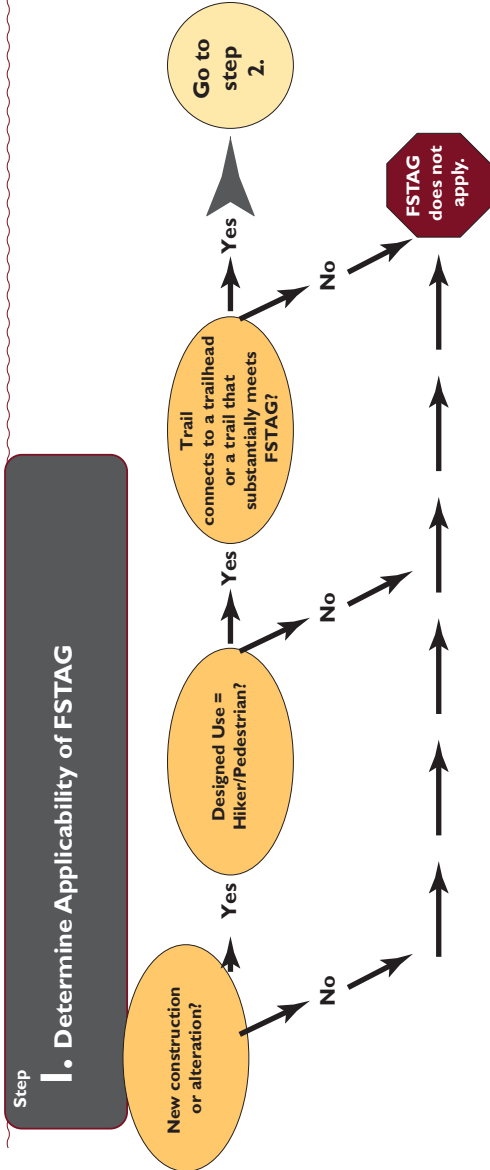 Step
1. Determine Applicability of FSTAG
New construction
or alteration?
Yes
No
Designed Use =
Hiker/Pedestrian?
Yes
No
Trail
connects to a trailhead
or a trail that
substantially meets
FSTAG?
Yes
No
Go to
step
2.
FSTAG
does not
apply.